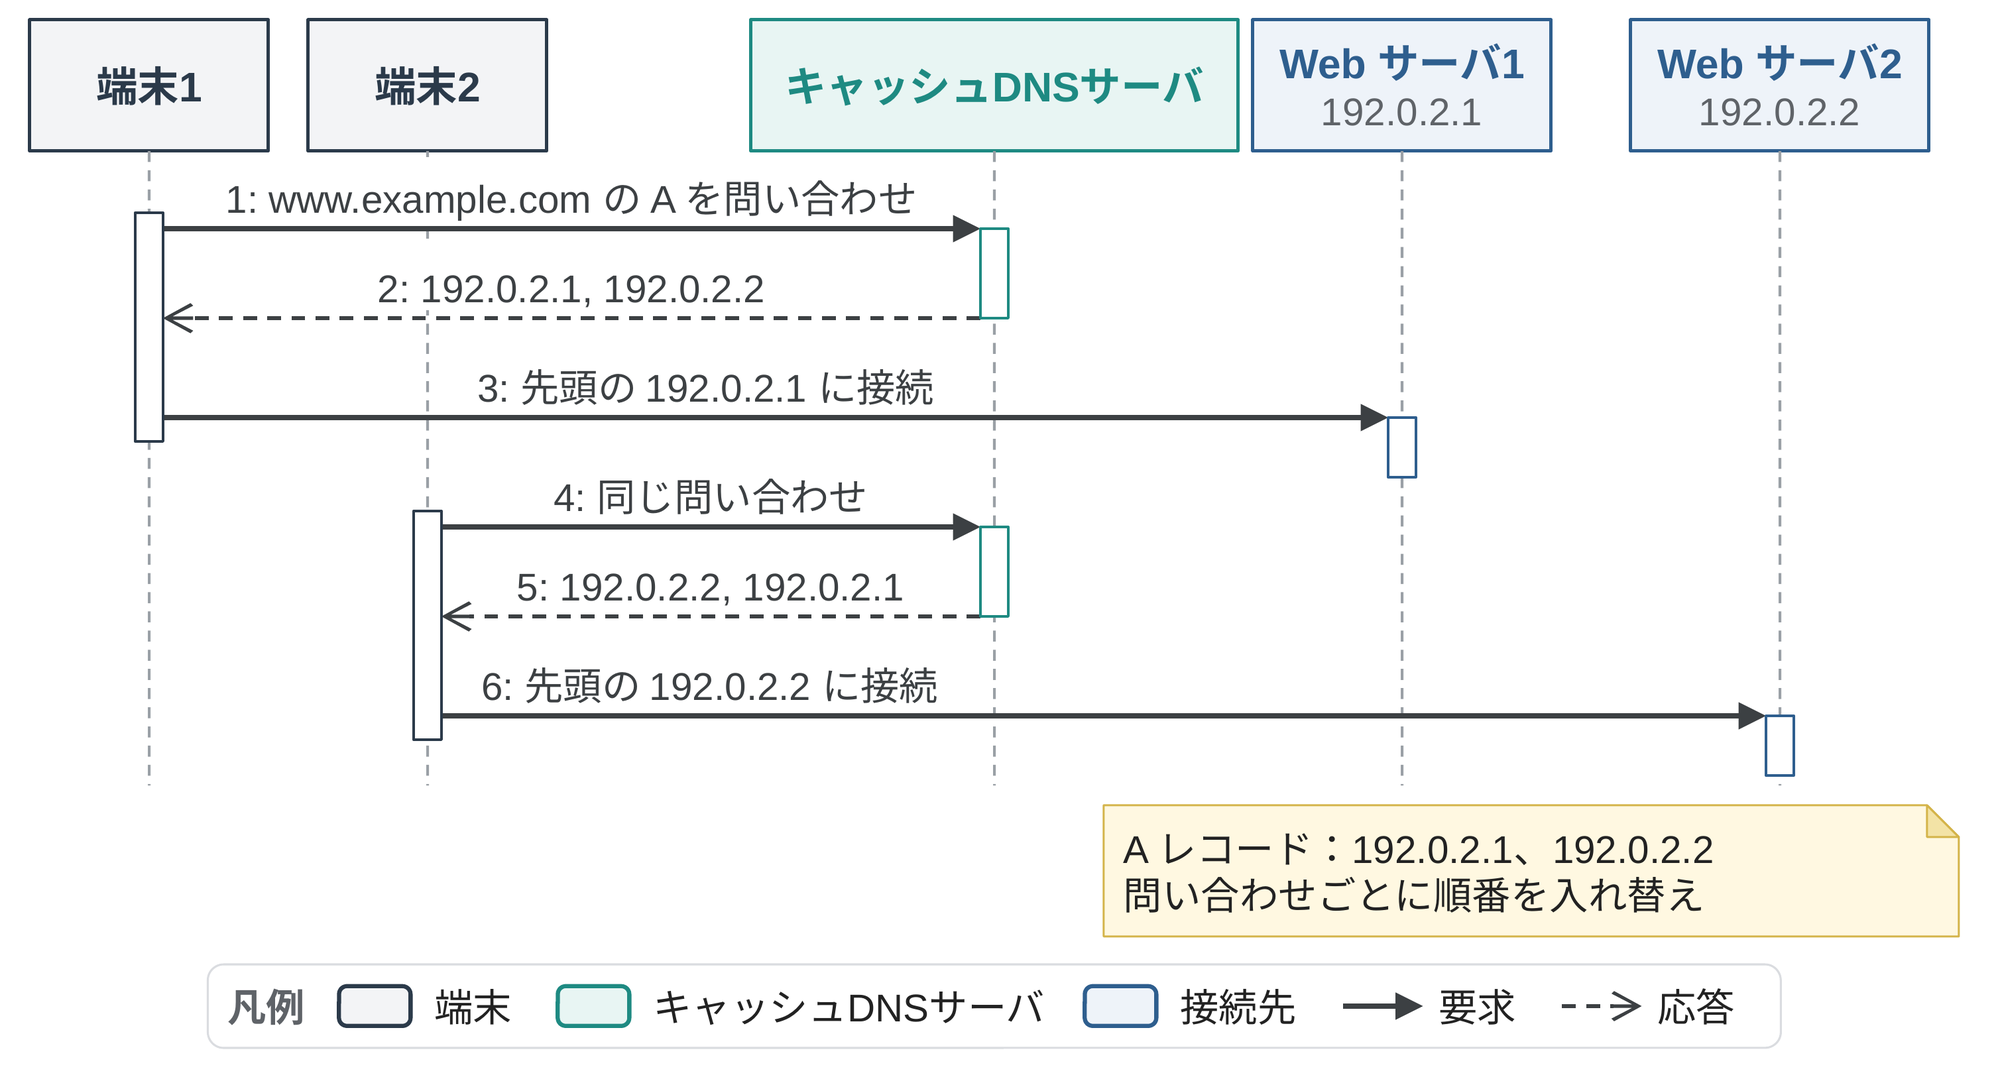 端末1
端末2
キャッシュDNSサーバ
Web サーバ1
192.0.2.1
Web サーバ2
192.0.2.2
1: www.example.com の A を問い合わせ
2: 192.0.2.1, 192.0.2.2
3: 先頭の 192.0.2.1 に接続
4: 同じ問い合わせ
5: 192.0.2.2, 192.0.2.1
6: 先頭の 192.0.2.2 に接続
A レコード：192.0.2.1、192.0.2.2
問い合わせごとに順番を入れ替え
凡例 端末 キャッシュDNSサーバ 接続先 要求 応答